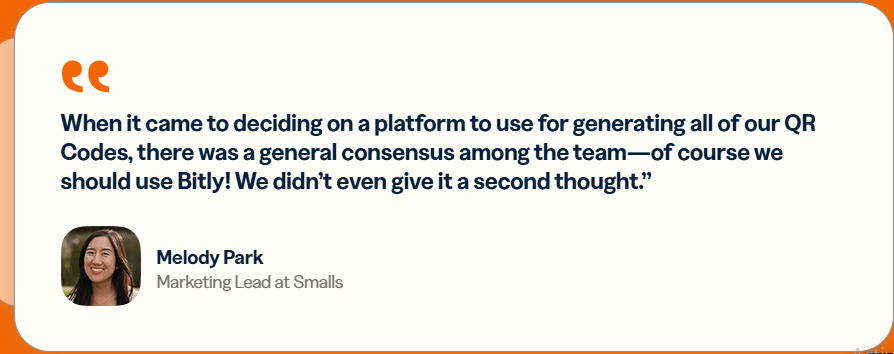 When it came to deciding on a platform to use for generating all of our QR
Codes, there was a general consensus among the team—of course we
should use Bitly! We didn’t even give it a second thought.”
Melody Park
Marketing Lead at Smalls